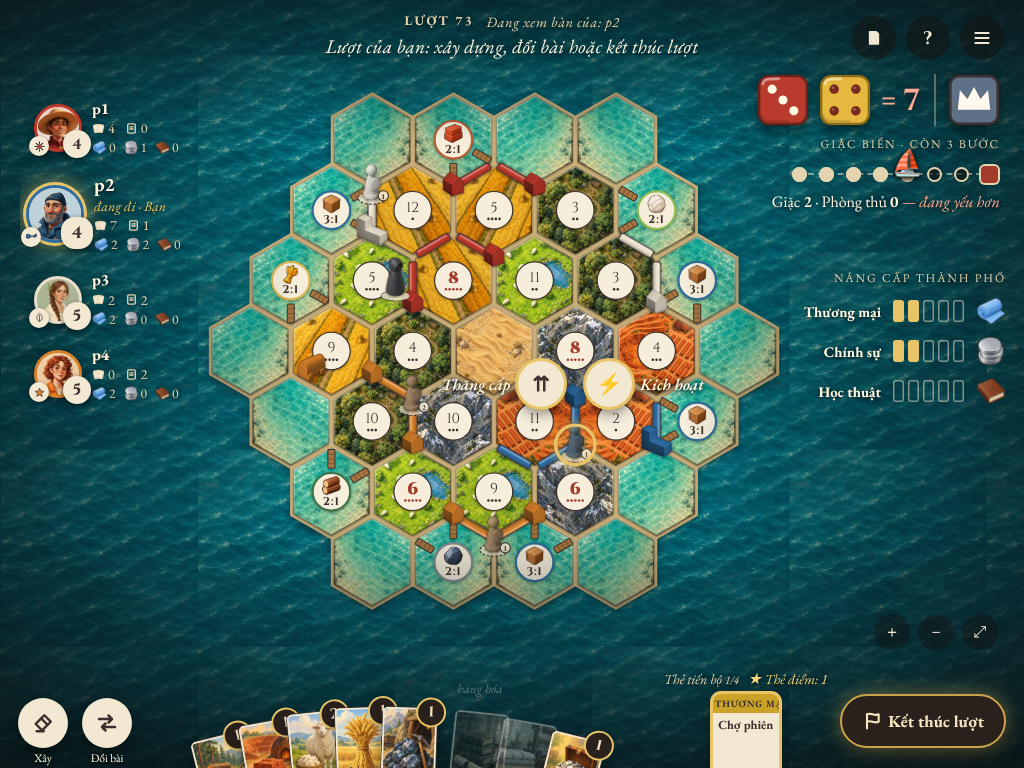 LƯỢT 73 Đang xem bàn của: p2
Lượt của bạn: xây dựng, đổi bài hoặc kết thúc lượt
?
= 7
GIẶC BIỂN · CÒN 3 BƯỚC
Giặc 2 · Phòng thủ 0 — đang yếu hơn
p1
4 0
4
0 1 0
p2
đang đi · Bạn
7 1
4
2 2 0
p3
2 2
5
2 0 0
p4
0 2
5
2 0 0
NÂNG CẤP THÀNH PHỐ
Thương mại
Chính sự
Học thuật
2:1
3:1 12 5 3 2:1
1
2:1 5 8 11 3 3:1
9 4 8 4
Thăng cấp Kích hoạt
10 10 11 2 3:1
2:1 6 9 6
2:1 3:1
1
+ −
Thẻ tiến bộ 1/4 ★ Thẻ điểm: 1
hàng hóa
THƯƠNG MẠ
Chợ phiên
1
1
Kết thúc lượt
Xây Đổi bài